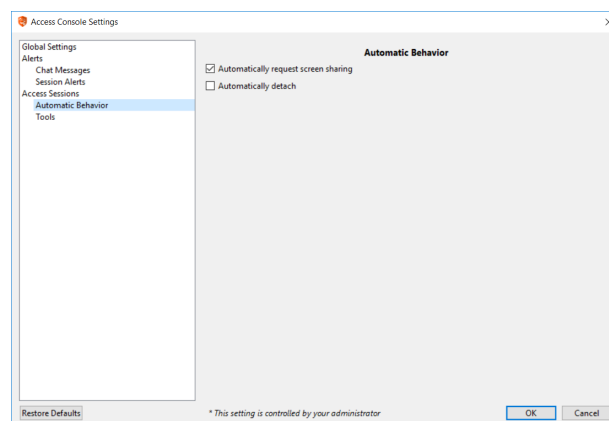 Access Console Settings
Global Settings
Alerts
Chat Messages
Session Alerts
Access Sessions
Automatic Behavior
Tools
Automatic Behavior
Automatically request screen sharing
Automatically detach
Restore Defaults
* This setting is controlled by your administrator
OK
Cancel